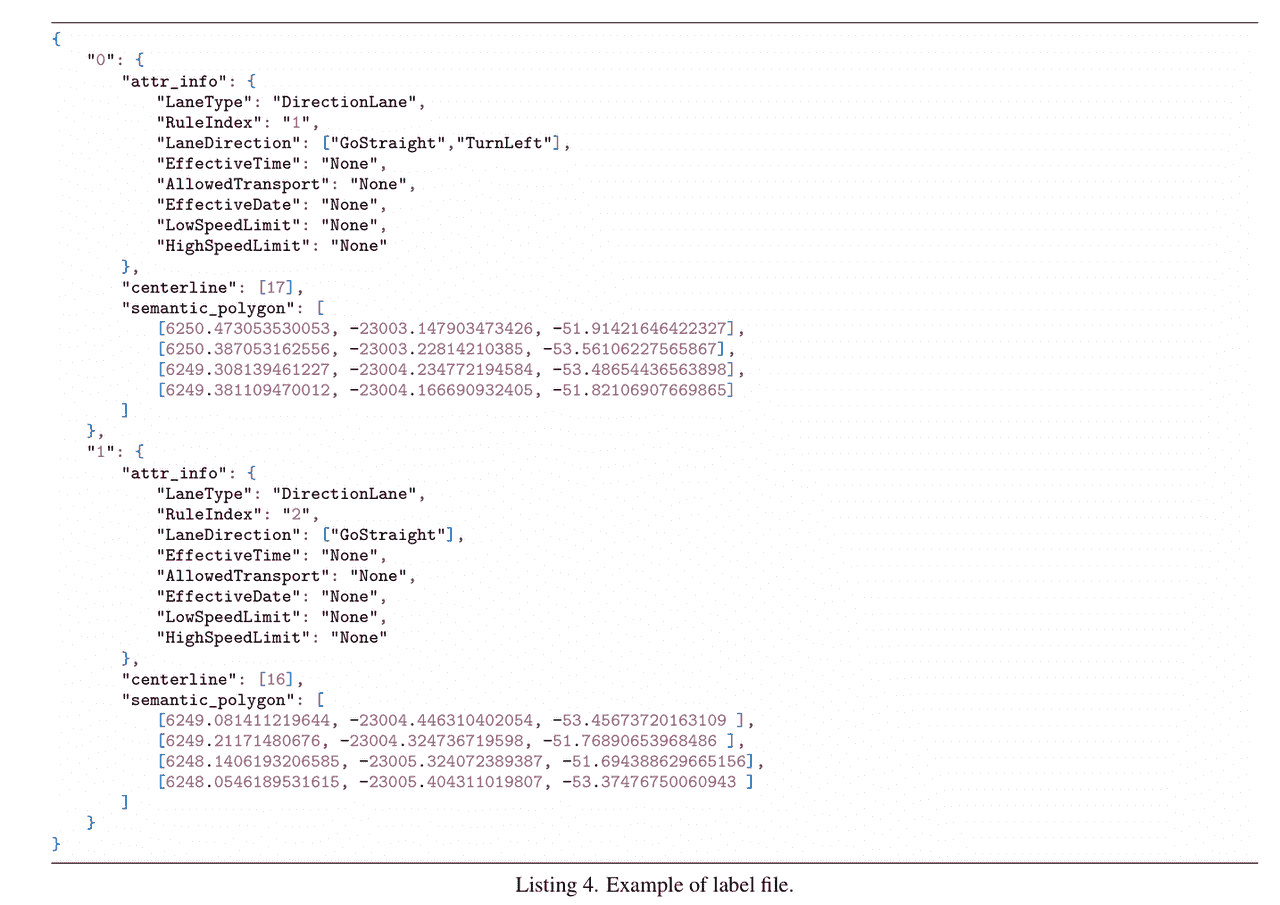 {
"0": {
"attr_info": {
"LaneType": "DirectionLane",
"RuleIndex": "1",
"LaneDirection": ["GoStraight","TurnLeft"],
"EffectiveTime": "None",
"AllowedTransport": "None",
"EffectiveDate": "None",
"LowSpeedLimit": "None",
"HighSpeedLimit": "None"
},
"centerline": [17],
"semantic_polygon": [
[6250.473053530053, -23003.147903473426, -51.91421646422327],
[6250.387053162556, -23003.22814210385, -53.56106227565867],
[6249.308139461227, -23004.234772194584, -53.48654436563898],
[6249.381109470012, -23004.166690932405, -51.82106907669865]
]
},
"1": {
"attr_info": {
"LaneType": "DirectionLane",
"RuleIndex": "2",
"LaneDirection": ["GoStraight"],
"EffectiveTime": "None",
"AllowedTransport": "None",
"EffectiveDate": "None",
"LowSpeedLimit": "None",
"HighSpeedLimit": "None"
},
"centerline": [16],
"semantic_polygon": [
[6249.081411219644, -23004.446310402054, -53.45673720163109 ],
[6249.21171480676, -23004.324736719598, -51.76890653968486 ],
[6248.1406193206585, -23005.324072389387, -51.694388629665156],
[6248.0546189531615, -23005.404311019807, -53.37476750060943 ]
]
}
}
Listing 4. Example of label file.